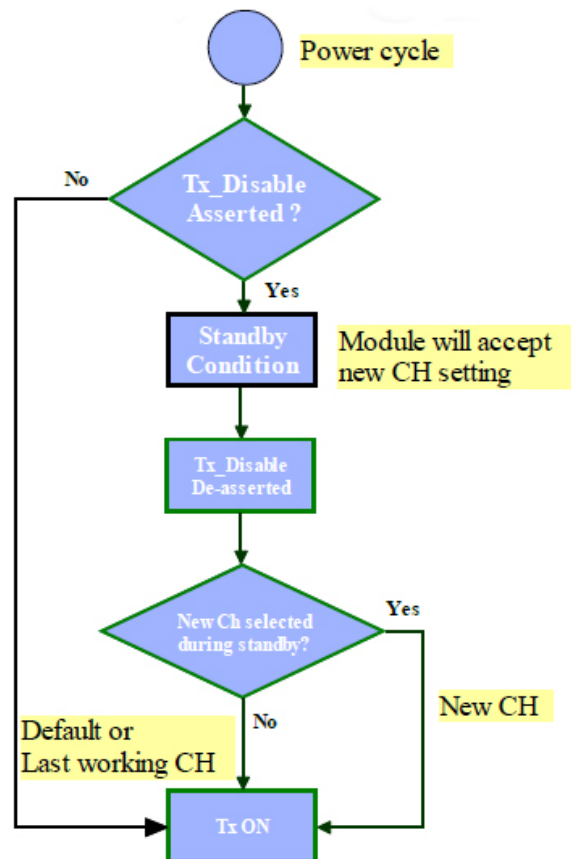 Power cycle
No
Tx_Disable
Asserted ?
Yes
Standby
Condition
Module will accept
new CH setting
Tx_Disable
De-asserted
New Ch selected
during standby?
Yes
No
New CH
Default or
Last working CH
Tx ON